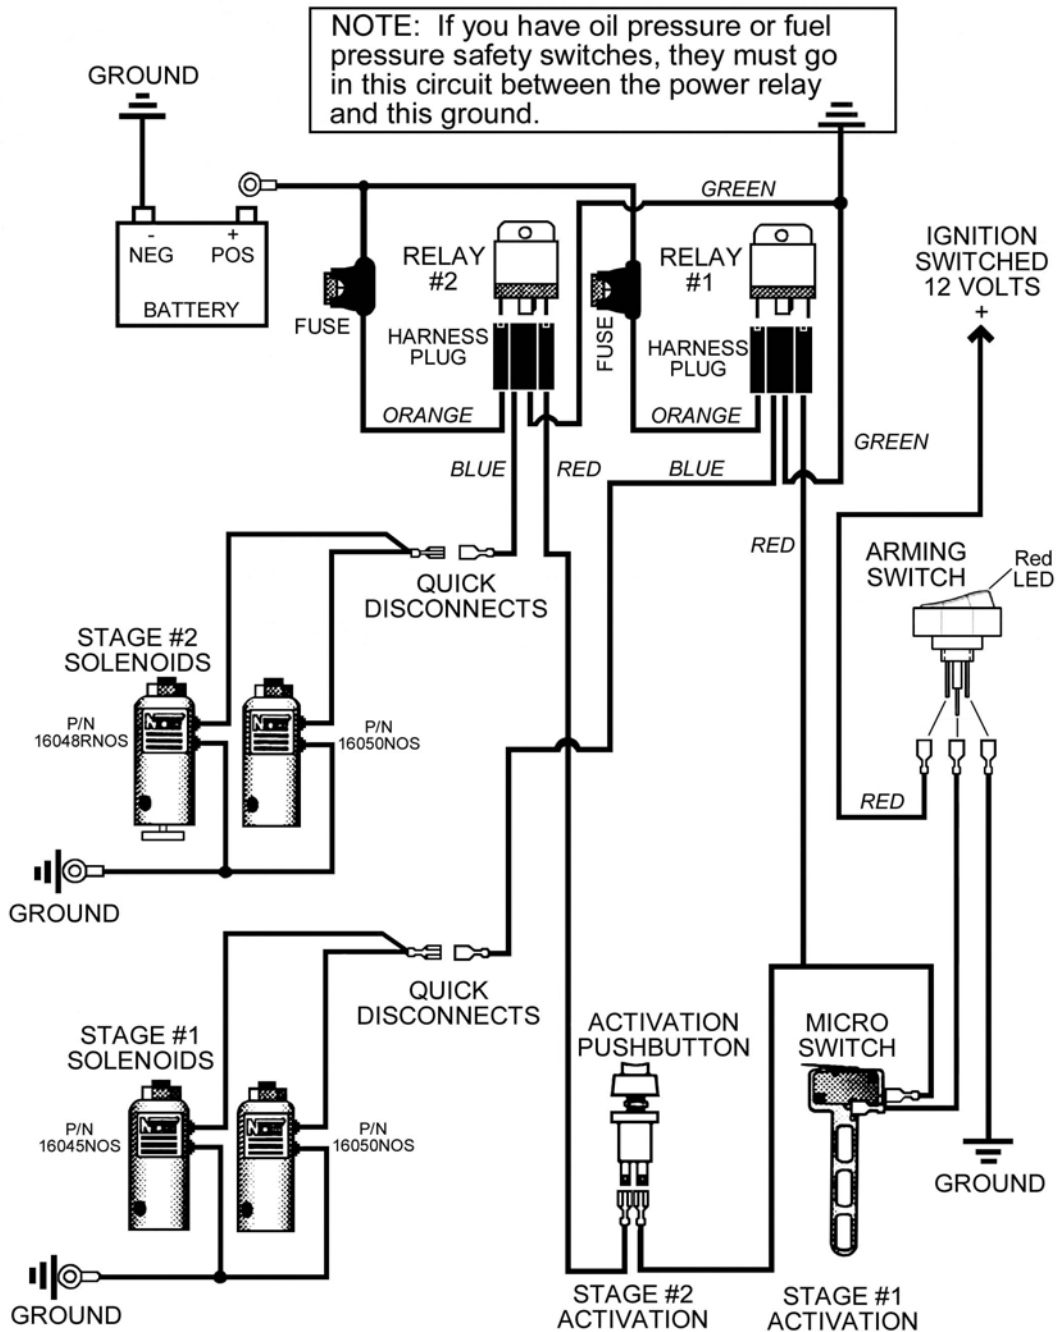 NOTE: If you have oil pressure or fuel
pressure safety switches, they must go
in this circuit between the power relay
and this ground.
GROUND
GREEN
-
NEG
+
POS
BATTERY
FUSE
RELAY
#2
HARNESS
PLUG
FUSE
RELAY
#1
HARNESS
PLUG
IGNITION
SWITCHED
12 VOLTS
+
ORANGE
ORANGE
GREEN
BLUE
RED
BLUE
RED
ARMING
SWITCH
Red
LED
QUICK
DISCONNECTS
STAGE #2
SOLENOIDS
P/N
16048RNOS
P/N
16050NOS
RED
GROUND
QUICK
DISCONNECTS
STAGE #1
SOLENOIDS
P/N
16045NOS
P/N
16050NOS
ACTIVATION
PUSHBUTTON
MICRO
SWITCH
GROUND
GROUND
STAGE #2
ACTIVATION
STAGE #1
ACTIVATION